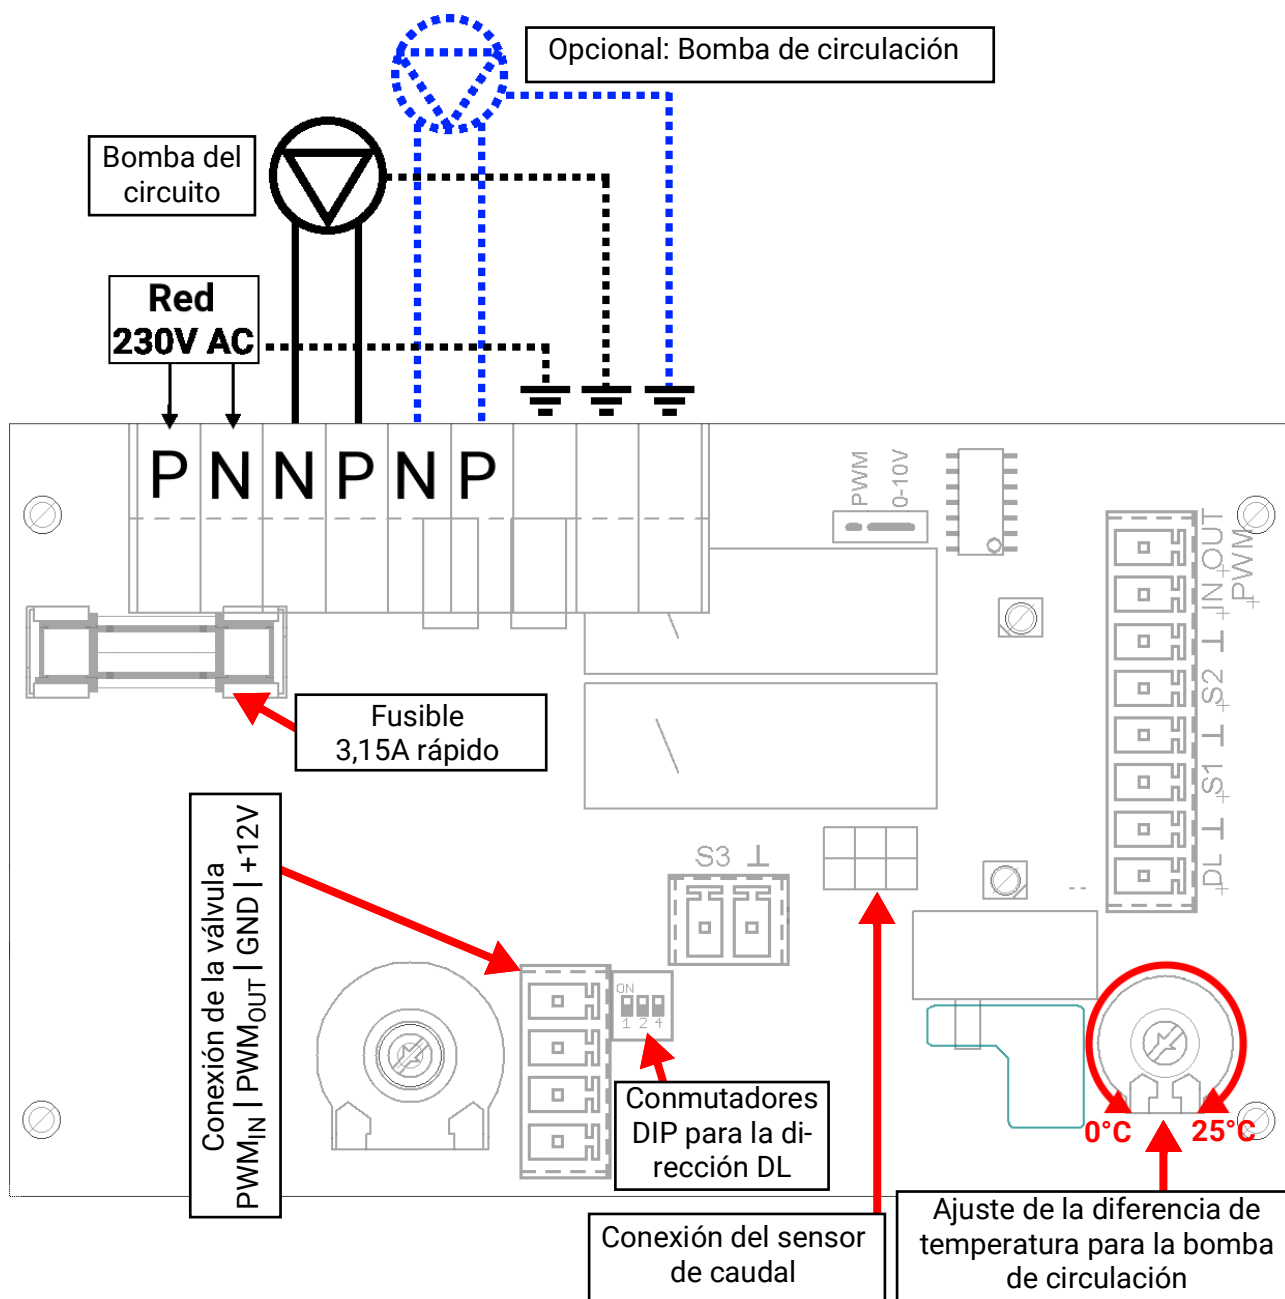 Opcional: Bomba de circulación
Bomba del
circuito
Red
230V AC
P N N P N P
PWM
0-10V
OUT
IN
PWM
⊥
S2
⊥
S1
⊥
DL
Fusible
3,15A rápido
Conexión de la válvula
PWMIN | PWMOUT | GND | +12V
S3 ⊥
ON
1 2 4
Conmutadores
DIP para la di-
rección DL
0°C
25°C
Conexión del sensor
de caudal
Ajuste de la diferencia de
temperatura para la bomba
de circulación